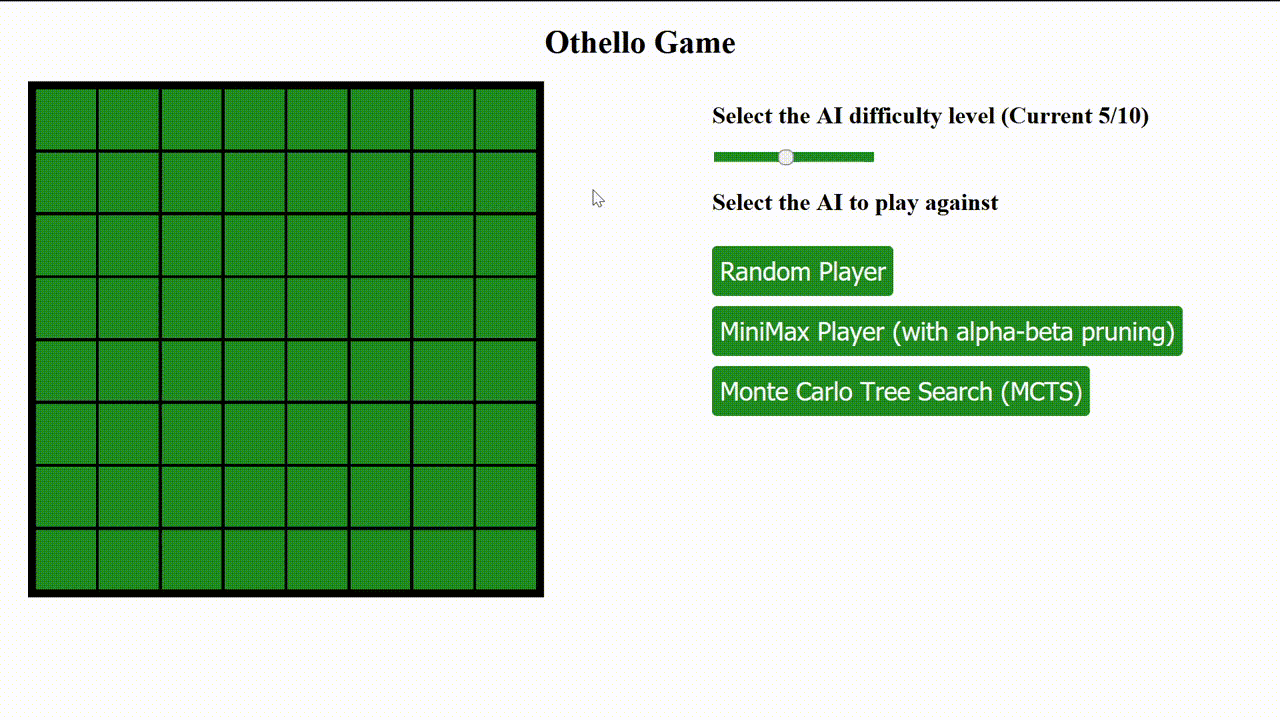 Othello Game
Select the AI difficulty level (Current 5/10)
Select the AI to play against
Random Player
MiniMax Player (with alpha-beta pruning)
Monte Carlo Tree Search (MCTS)